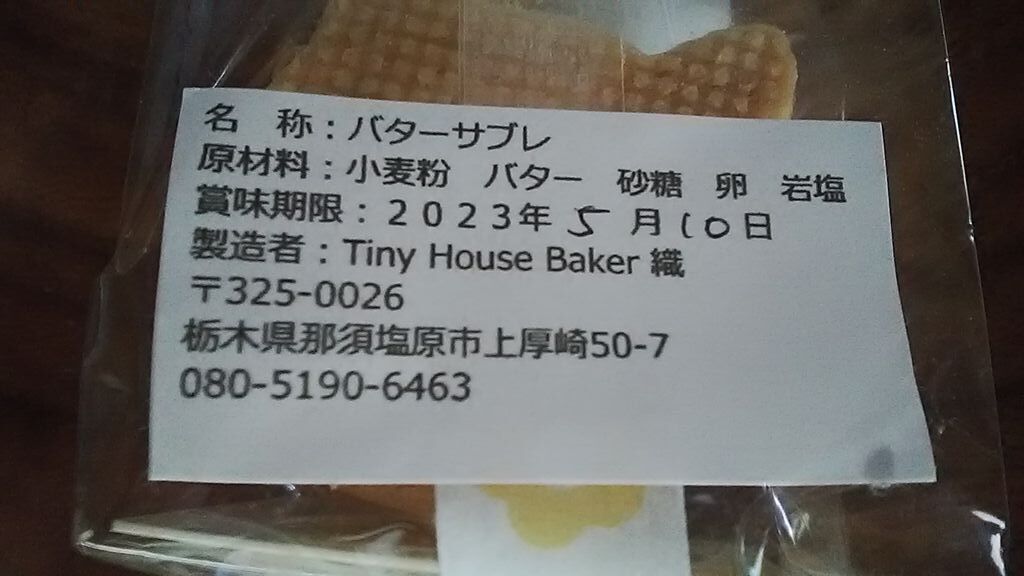 名　称：バターサブレ
原材料：小麦粉　バター　砂糖　卵　岩塩
賞味期限：２０２３年 5 月10日
製造者：Tiny House Baker 織
〒325-0026
栃木県那須塩原市上厚崎50-7
080-5190-6463